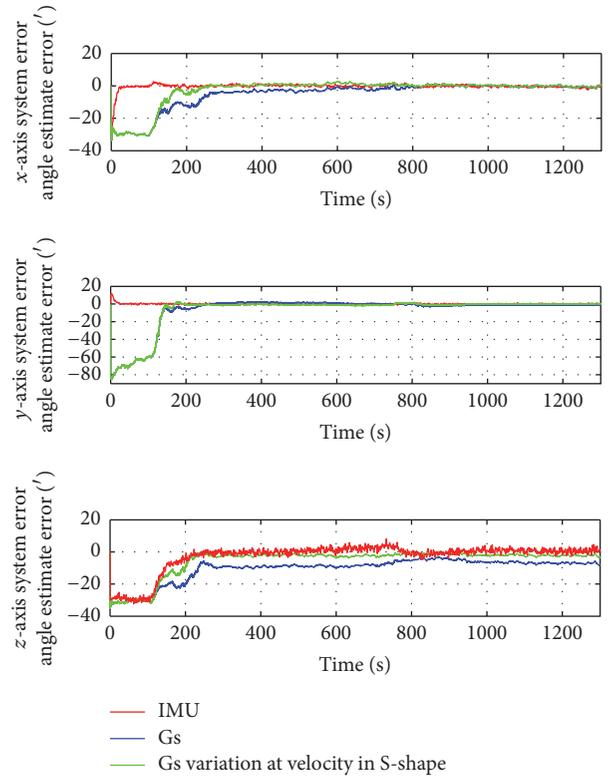 x-axis system error
angle estimate error (′)
20
0
−20
−40
0
200
400
600
800
1000
1200
Time (s)
y-axis system error
angle estimate error (′)
20
0
−20
−40
−60
−80
0
200
400
600
800
1000
1200
Time (s)
z-axis system error
angle estimate error (′)
20
0
−20
−40
0
200
400
600
800
1000
1200
Time (s)
IMU
Gs
Gs variation at velocity in S-shape